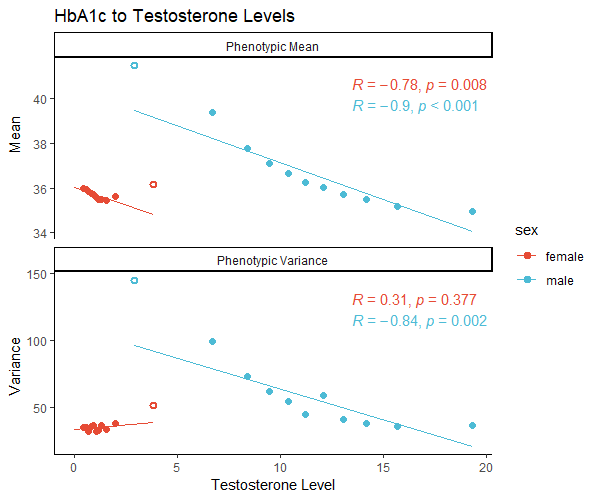 HbA1c to Testosterone Levels
Phenotypic Mean
R = −0.78, p = 0.008
R = −0.9, p < 0.001
40
38
36
34
Mean
Phenotypic Variance
R = 0.31, p = 0.377
R = −0.84, p = 0.002
150
100
50
Variance
0 5 10 15 20
Testosterone Level
sex
female
male